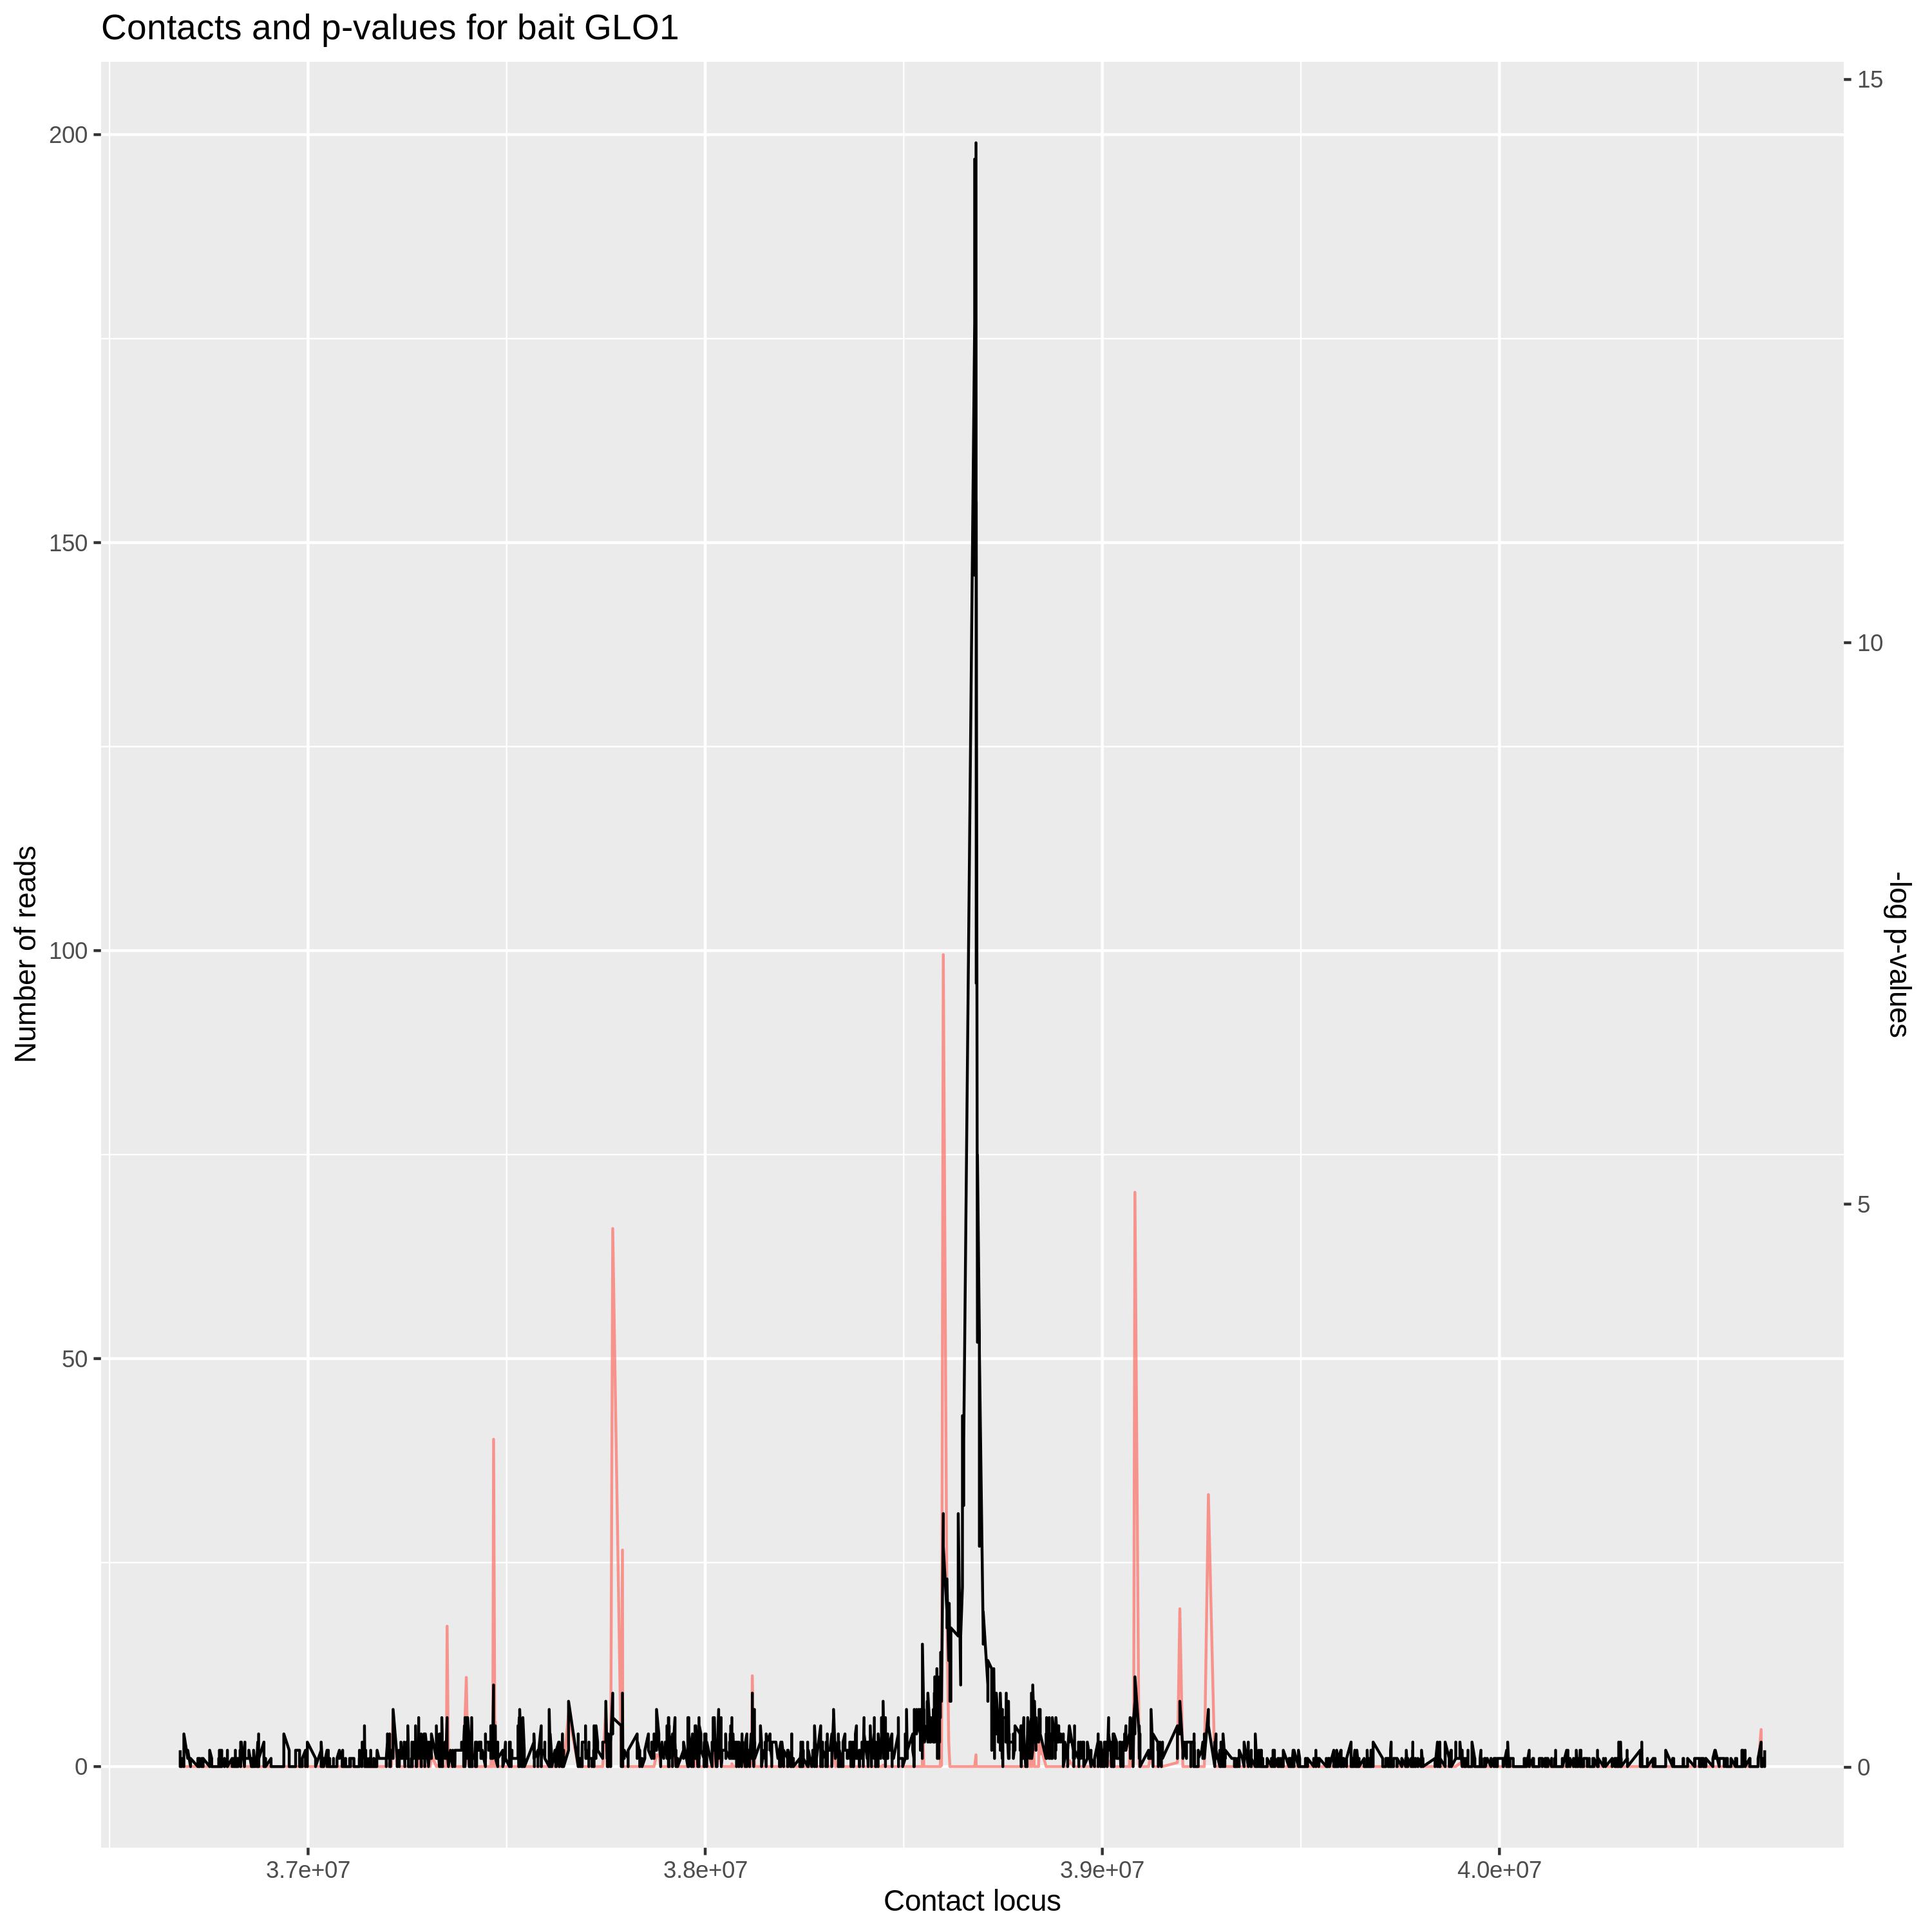 Contacts and p-values for bait GLO1
200
150
100
50
0
Number of reads
15
10
5
0
-log p-values
3.7e+07 3.8e+07 3.9e+07 4.0e+07
Contact locus